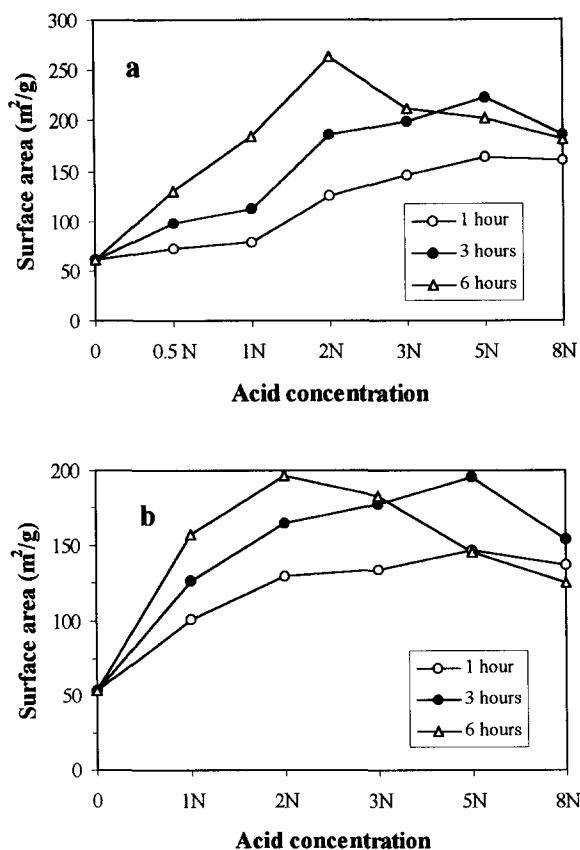 300
a
250
200
150
100
50
0
Surface area (m²/g)
1 hour
3 hours
6 hours
0 0.5 N 1N 2N 3N 5N 8N
Acid concentration
200
b
150
100
50
0
Surface area (m²/g)
1 hour
3 hours
6 hours
0 1N 2N 3N 5N 8N
Acid concentration